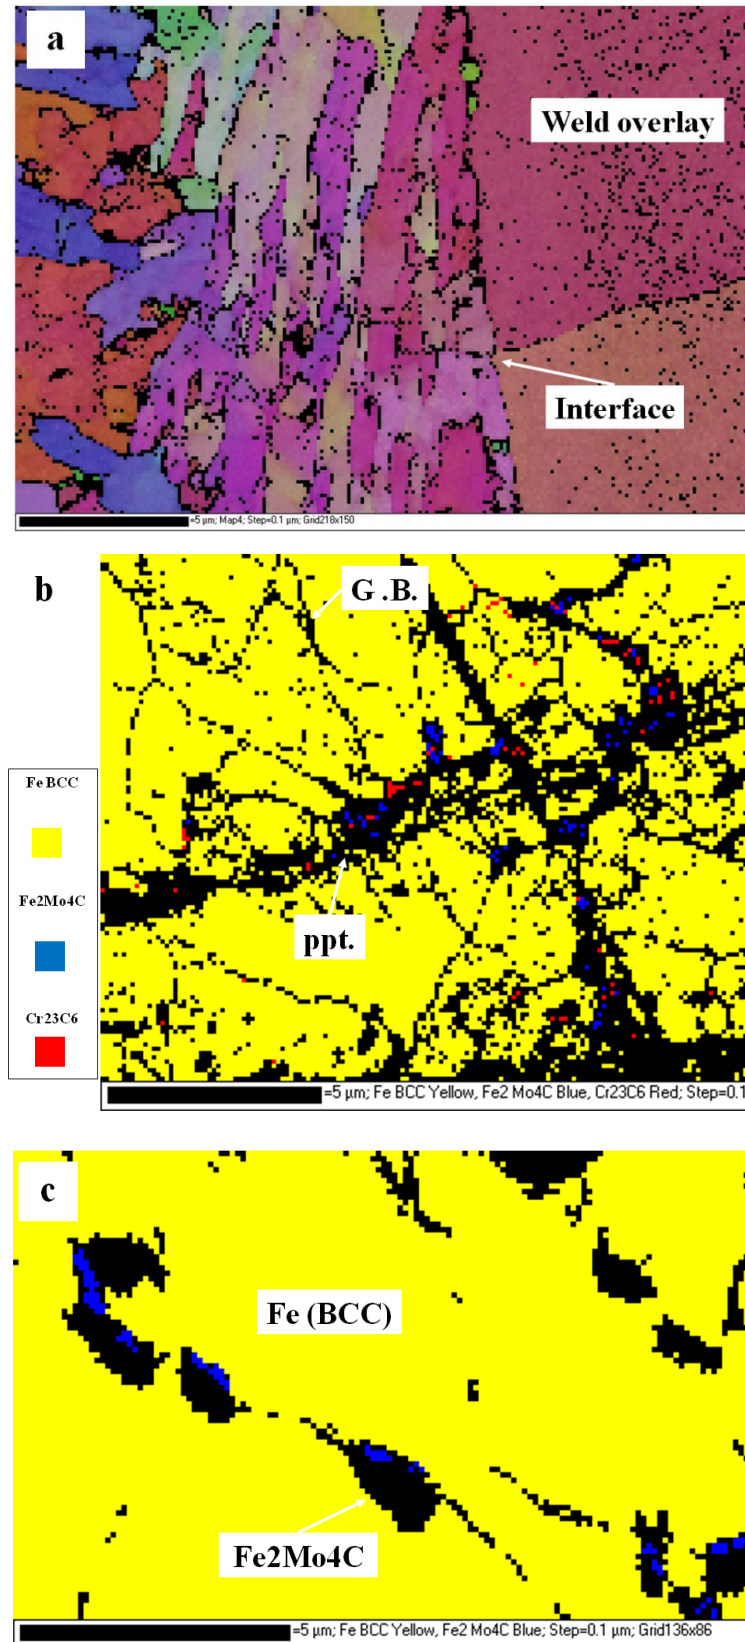 a
Weld overlay
Interface
=5 µm; Map4; Step=0.1 µm; Grid218x150
b
G .B.
Fe BCC
Fe2Mo4C
ppt.
Cr23C6
=5 µm; Fe BCC Yellow, Fe2 Mo4C Blue, Cr23C6 Red; Step=0.1
c
Fe (BCC)
Fe2Mo4C
=5 µm; Fe BCC Yellow, Fe2 Mo4C Blue; Step=0.1 µm; Grid136x86